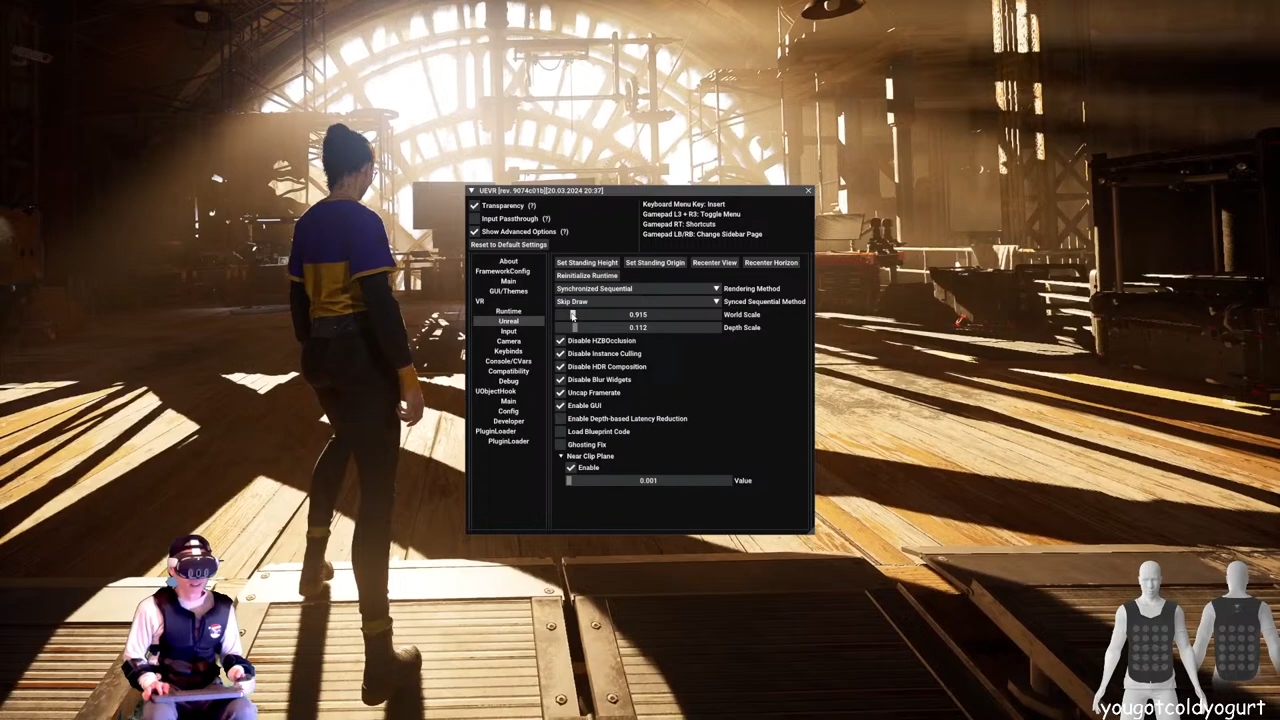 UEVR [rev. 9074c01b][20.03.2024 20:37]
Transparency (?)
Input Passthrough (?)
Show Advanced Options (?)
Reset to Default Settings
Keyboard Menu Key: Insert
Gamepad L3 + R3: Toggle Menu
Gamepad RT: Shortcuts
Gamepad LB/RB: Change Sidebar Page
About
FrameworkConfig
Main
GUI/Themes
VR
Runtime
Unreal
Input
Camera
Keybinds
Console/CVars
Compatibility
Debug
UObjectHook
Main
Config
Developer
PluginLoader
PluginLoader
Set Standing Height Set Standing Origin Recenter View Recenter Horizon
Reinitialize Runtime
Synchronized Sequential Rendering Method
Skip Draw Synced Sequential Method
0.915 World Scale
0.112 Depth Scale
Disable HZBOcclusion
Disable Instance Culling
Disable HDR Composition
Disable Blur Widgets
Uncap Framerate
Enable GUI
Enable Depth-based Latency Reduction
Load Blueprint Code
Ghosting Fix
Near Clip Plane
Enable
0.001 Value
yougotcoldyogurt